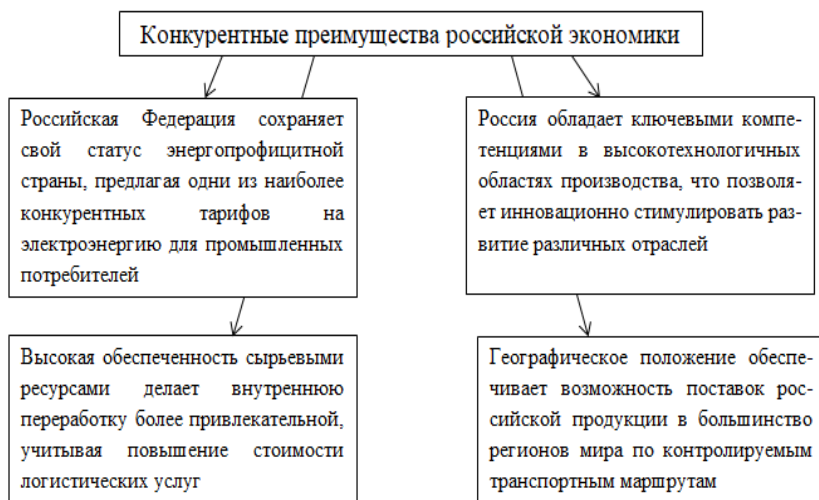 Конкурентные преимущества российской экономики
Российская Федерация сохраняет
свой статус энергопрофицитной
страны, предлагая одни из наиболее
конкурентных тарифов на
электроэнергию для промышленных
потребителей
Россия обладает ключевыми компе-
тенциями в высокотехнологичных
областях производства, что позволя-
ет инновационно стимулировать раз-
витие различных отраслей
Высокая обеспеченность сырьевыми
ресурсами делает внутреннюю
переработку более привлекательной,
учитывая повышение стоимости
логистических услуг
Географическое положение обеспе-
чивает возможность поставок рос-
сийской продукции в большинство
регионов мира по контролируемым
транспортным маршрутам